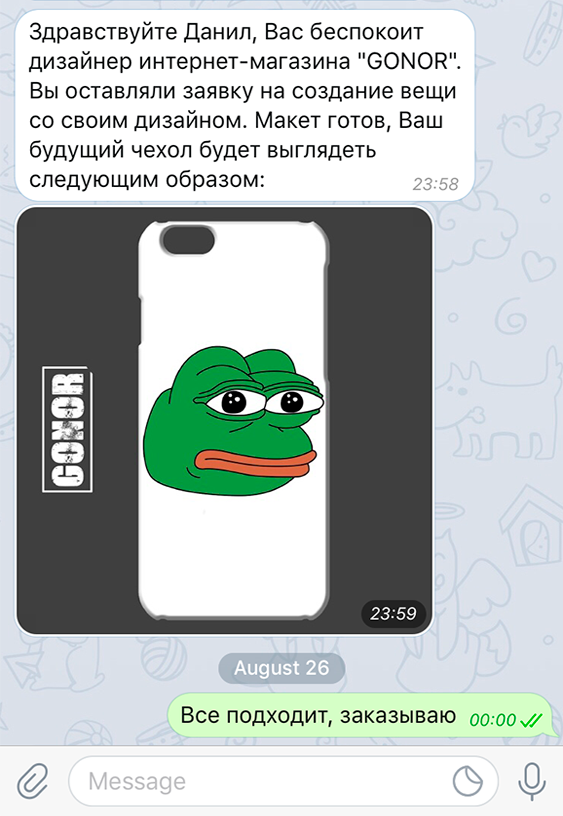 Здравствуйте Данил, Вас беспокоит
дизайнер интернет-магазина "GONOR".
Вы оставляли заявку на создание вещи
со своим дизайном. Макет готов, Ваш
будущий чехол будет выглядеть
следующим образом:
23:58
GONOR
23:59
August 26
Все подходит, заказываю
00:00
Message